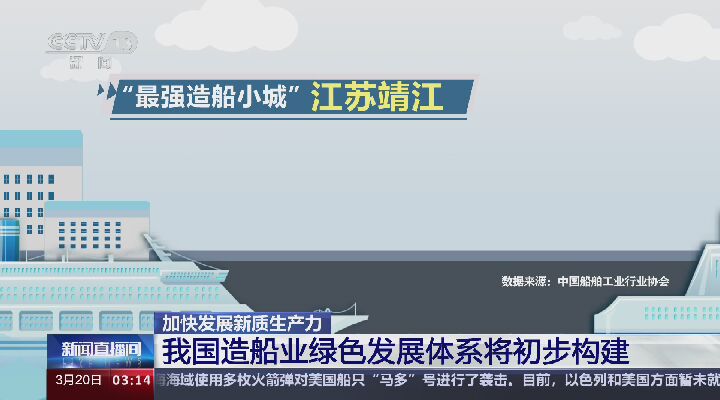 CCTV 13
新闻
“最强造船小城”江苏靖江
数据来源：中国船舶工业行业协会
加快发展新质生产力
新闻直播间 我国造船业绿色发展体系将初步构建
3月20日 03:14 海域使用多枚火箭弹对美国船只“马多”号进行了袭击。目前，以色列和美国方面暂未就